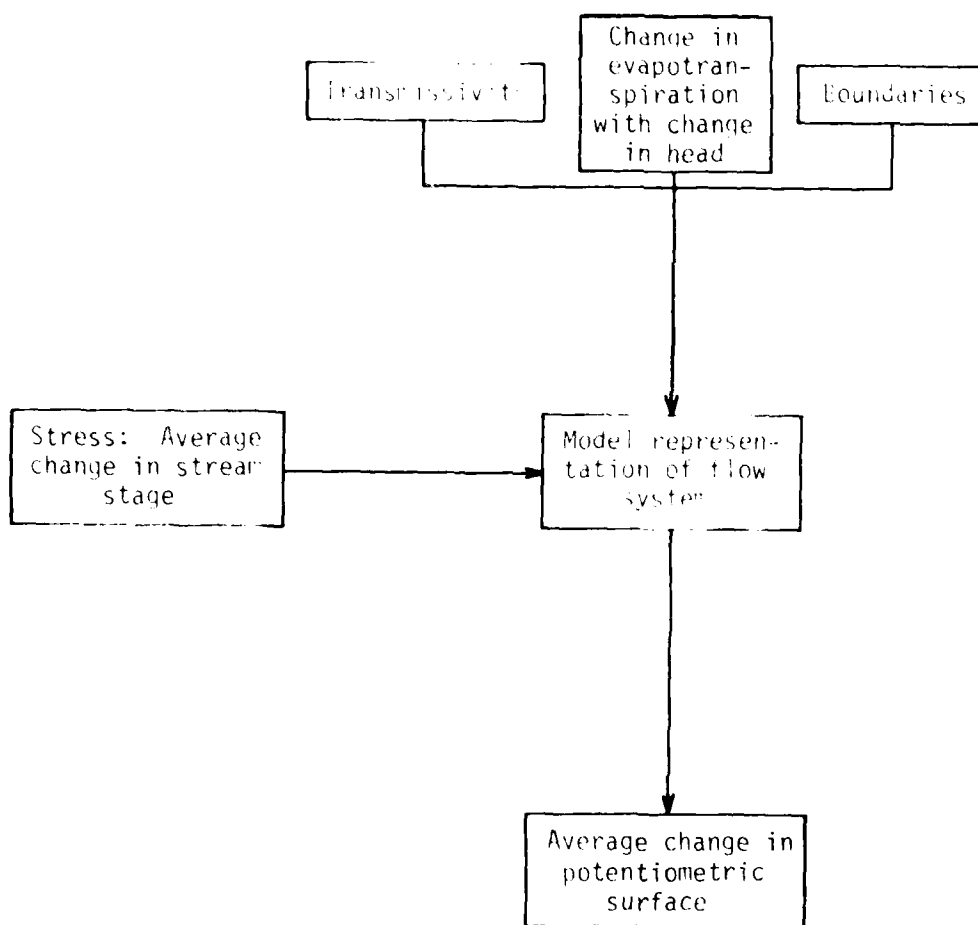 Change in
evapotran-
spiration
with change
in head
Transmissivit
Boundaries
Stress: Average
change in stream
stage
Model represen-
tation of flow
system
Average change in
potentiometric
surface